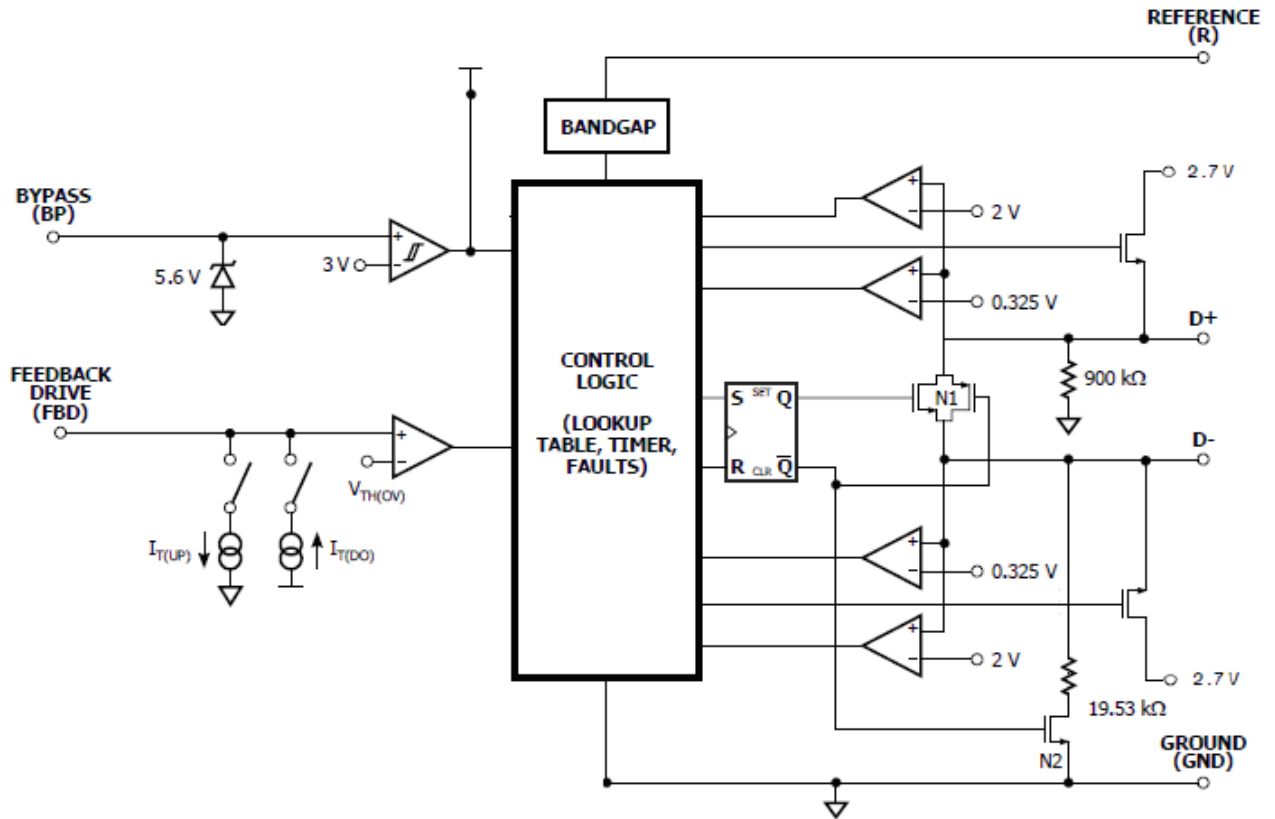 REFERENCE
(R)
BANDGAP
2.7 V
BYPASS
(BP)
+
−
2 V
+
−
3 V
5.6 V
+
−
0.325 V
D+
CONTROL
LOGIC
(LOOKUP
TABLE, TIMER,
FAULTS)
900 kΩ
FEEDBACK
DRIVE
(FBD)
S SET Q
R CLR Q̅
N1
D-
+
−
VTH(OV)
IT(UP)
IT(DO)
+
−
0.325 V
+
−
2 V
2.7 V
19.53 kΩ
N2
GROUND
(GND)